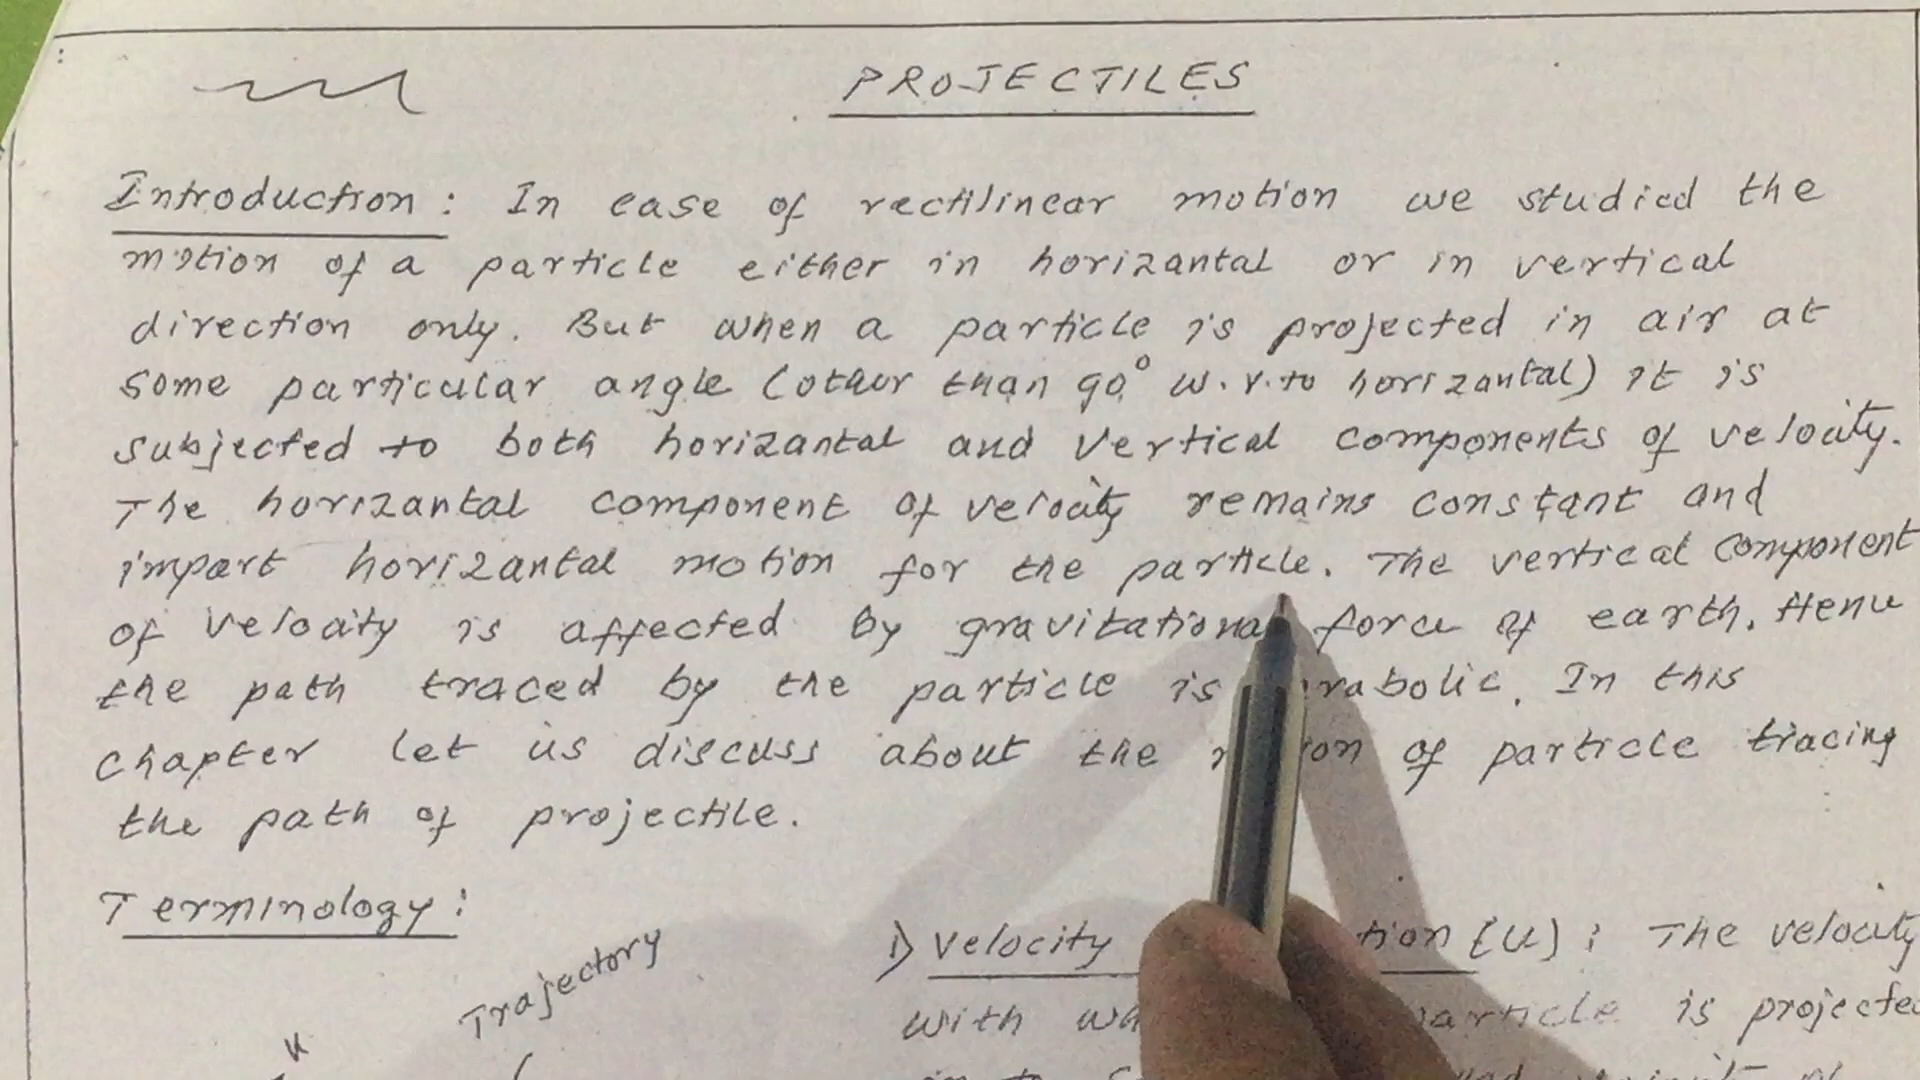 PROJECTILES
Introduction: In case of rectilinear motion we studied the
motion of a particle either in horizantal or in vertical
direction only. But when a particle is projected in air at
some particular angle (other than 90° w.r.to horizantal) it is
subjected to both horizantal and vertical components of velocity.
The horizantal component of velocity remains constant and
impart horizantal motion for the particle. The vertical component
of velocity is affected by gravitational force of earth. Hence
the path traced by the particle is rabolic. In this
chapter let us discuss about the of particle tracing
the path of projectile.
Terminology:
Trajectory
u
i) Velocity tion (u): The velocity
with particle is projected